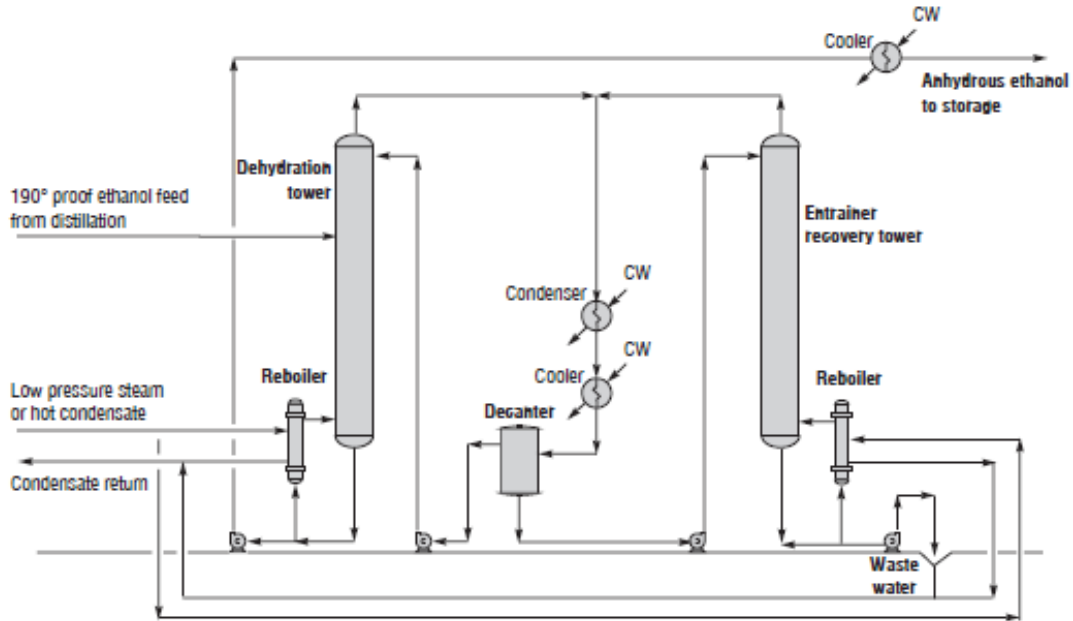 CW
Cooler
Anhydrous ethanol
to storage
Dehydration
tower
190° proof ethanol feed
from distillation
Entrainer
recovery tower
CW
Condenser
CW
Cooler
Reboiler
Reboiler
Low pressure steam
or hot condensate
Decanter
Condensate return
Waste
water